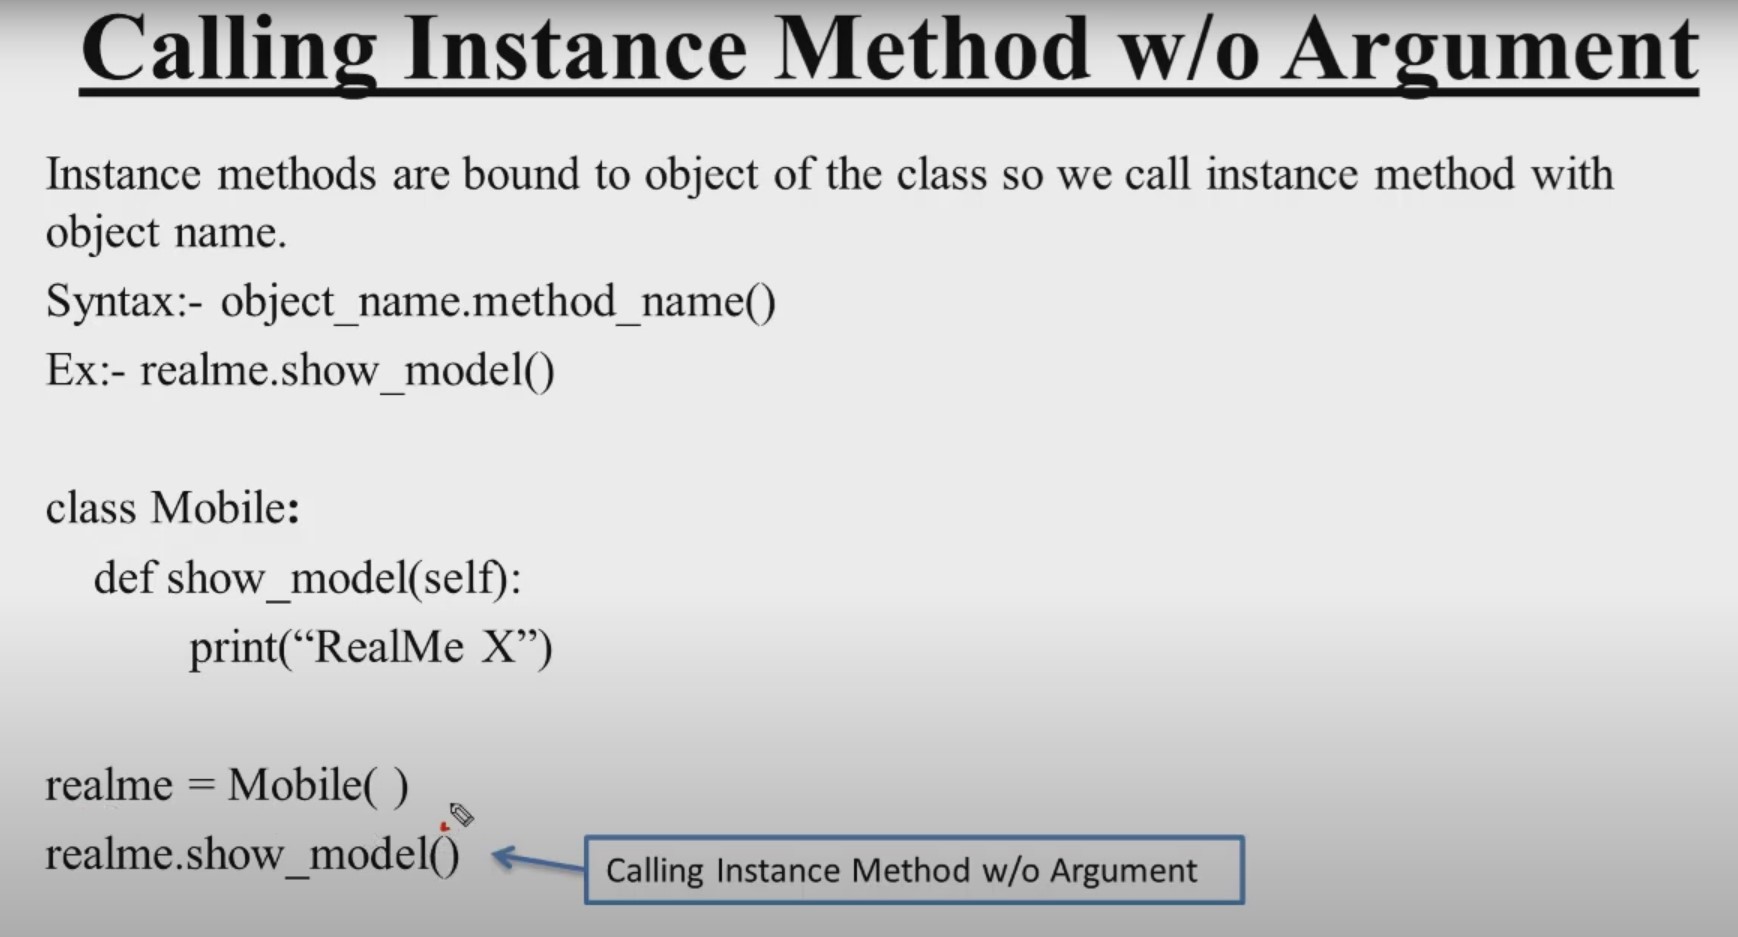 Calling Instance Method w/o Argument
Instance methods are bound to object of the class so we call instance method with
object name.
Syntax:- object_name.method_name()
Ex:- realme.show_model()
class Mobile:
def show_model(self):
print(“RealMe X”)
realme = Mobile( )
realme.show_model()
Calling Instance Method w/o Argument